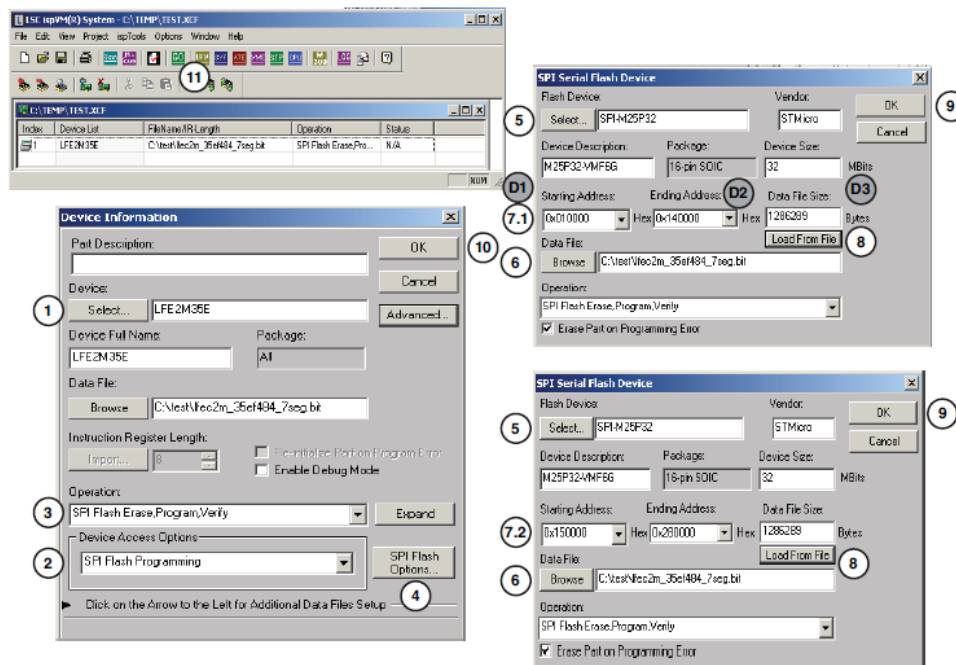 LSC ispVM(R) System - C:\TEMP\TEST.XCF
File Edit View Project ispTools Options Window Help
11
C:\TEMP\TEST.XCF
Index Device List FileName/IR-Length Operation Status
1 LFE2M35E C:\test\lfec2m_35ef484_7seg.bit SPI Flash Erase,Pro... N/A
NUM
Device Information
Part Description:
OK
10
Cancel
Device:
1
Select...
LFE2M35E
Advanced...
Device Full Name: Package:
LFE2M35E All
Data File:
Browse C:\test\lfec2m_35ef484_7seg.bit
Instruction Register Length:
Import... 8
Re-initialize Part on Program Error
Enable Debug Mode
Operation:
3
SPI Flash Erase,Program,Verify
Expand
Device Access Options
2
SPI Flash Programming
SPI Flash
Options...
4
Click on the Arrow to the Left for Additional Data Files Setup
SPI Serial Flash Device
Flash Device: Vendor:
5
Select... SPI-M25P32 STMicro
OK
9
Cancel
Device Description: Package: Device Size:
M25P32-VMF6G 16-pin SOIC 32 MBits
D1 D2 D3
Starting Address: Ending Address: Data File Size:
7.1
0x010000 Hex 0x140000 Hex 1286289 Bytes
Load From File
8
Data File:
6
Browse C:\test\lfec2m_35ef484_7seg.bit
Operation:
SPI Flash Erase,Program,Verify
Erase Part on Programming Error
SPI Serial Flash Device
Flash Device: Vendor:
5
Select... SPI-M25P32 STMicro
OK
9
Cancel
Device Description: Package: Device Size:
M25P32-VMF6G 16-pin SOIC 32 MBits
Starting Address: Ending Address: Data File Size:
7.2
0x150000 Hex 0x280000 Hex 1286289 Bytes
Load From File
8
Data File:
6
Browse C:\test\lfec2m_35ef484_7seg.bit
Operation:
SPI Flash Erase,Program,Verify
Erase Part on Programming Error